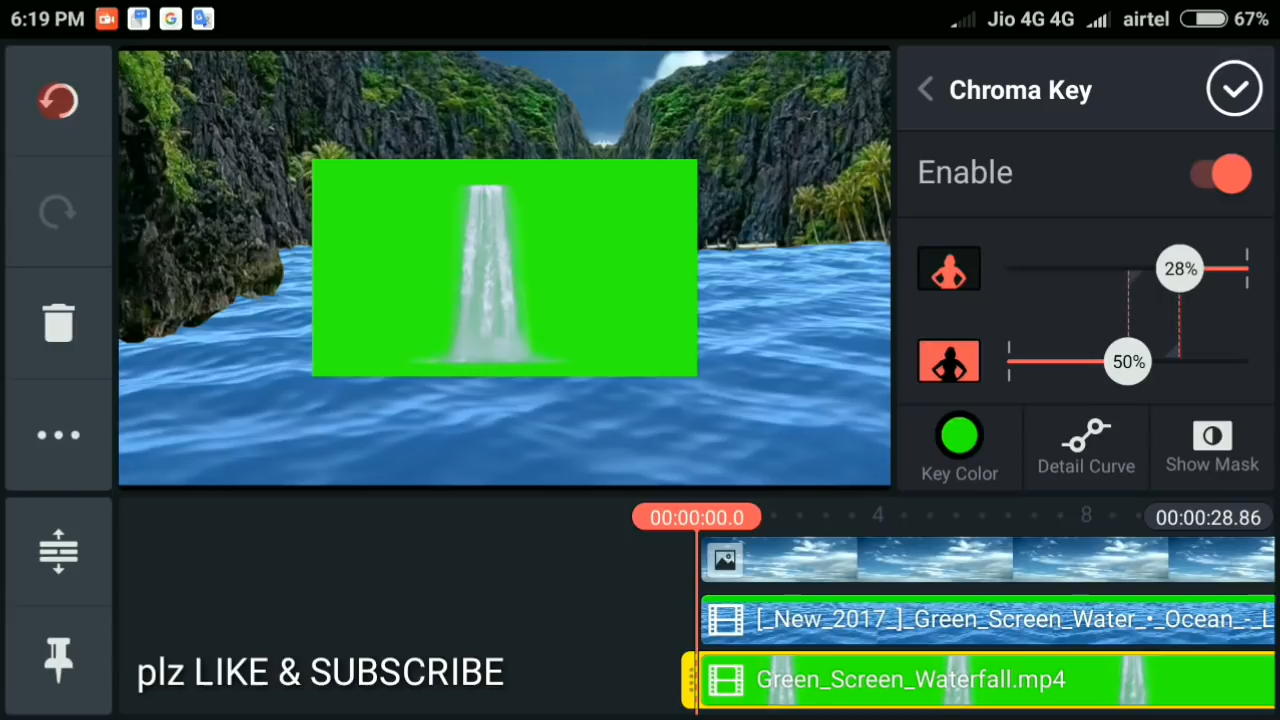 6:19 PM
Jio 4G 4G
airtel
67%
Chroma Key
Enable
28%
50%
Key Color
Detail Curve
Show Mask
00:00:00.0
4
8
00:00:28.86
[_New_2017_]_Green_Screen_Water_•_Ocean_-_L
Green_Screen_Waterfall.mp4
plz LIKE & SUBSCRIBE